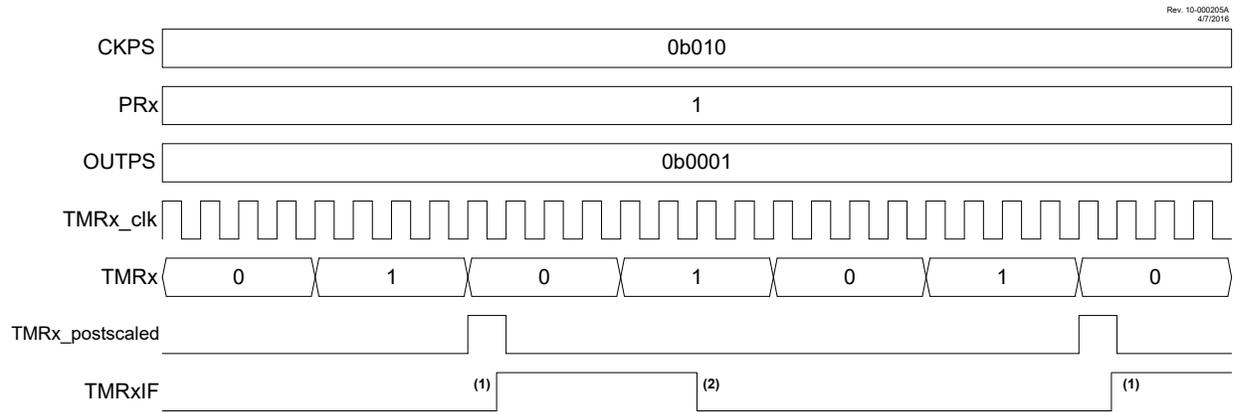 Rev. 10-000205A
4/7/2016
CKPS 0b010
PRx 1
OUTPS 0b0001
TMRx_clk
TMRx 0 1 0 1 0 1 0
TMRx_postscaled
TMRxIF (1) (2) (1)